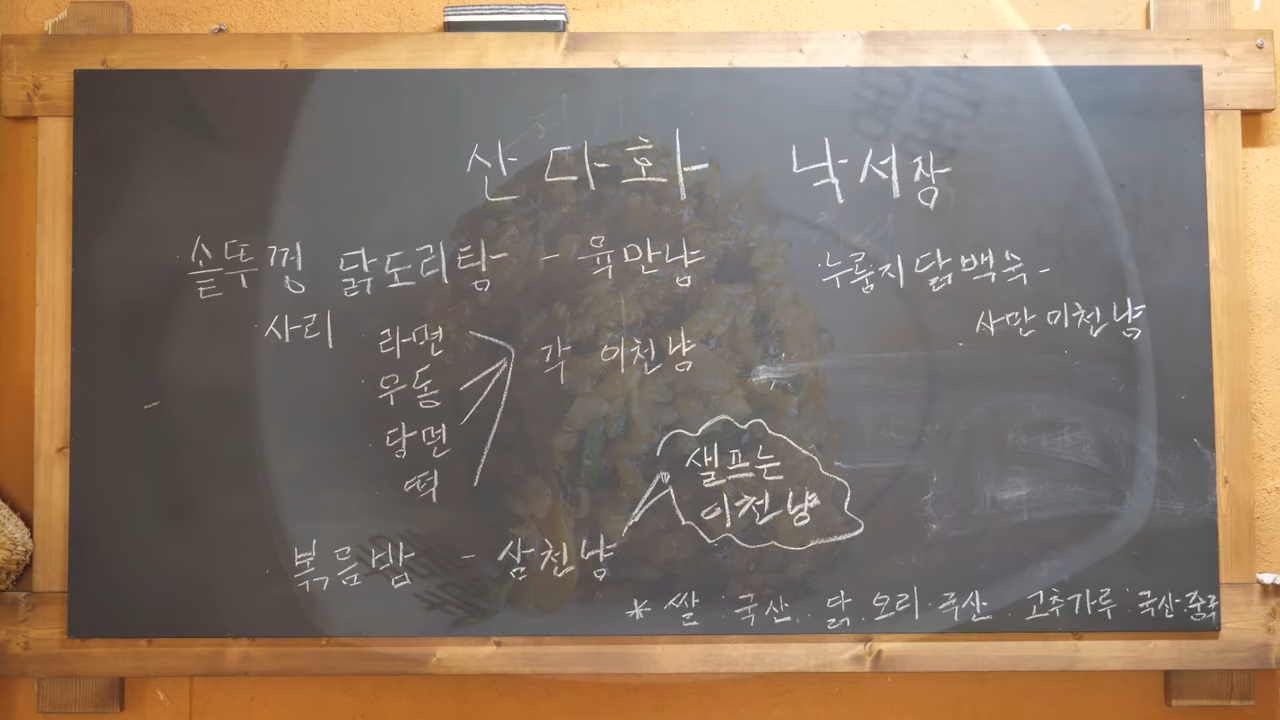 산다화 낙서장
솥뚜껑 닭도리탕 - 육만냥
누룽지 닭백숙 -
사만 이천냥
사리 라면
우동
당면
떡
각 이천냥
셀프는
이천냥
볶음밥 - 삼천냥
* 쌀 : 국산. 닭. 오리 국산. 고추가루 : 국산.중국